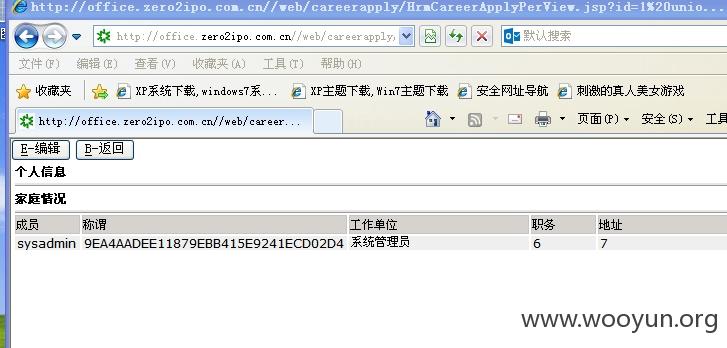 http://office.zero2ipo.com.cn//web/careerapply/HrmCareerApplyPerView.jsp?id=1%20unio...
http://office.zero2ipo.com.cn//web/careerapply, 默认搜索
文件(F) 编辑(E) 查看(V) 收藏夹(A) 工具(T) 帮助(H)
收藏夹 XP系统下载,windows7系... XP主题下载,Win7主题下载 安全网址导航 刺激的真人美女游戏
http://office.zero2ipo.com.cn//web/career... 页面(P) 安全(S) 工具
E-编辑 B-返回
个人信息
家庭情况
成员 称谓 工作单位 职务 地址
sysadmin 9EA4AADEE11879EBB415E9241ECD02D4 系统管理员 6 7
www.wooyun.org